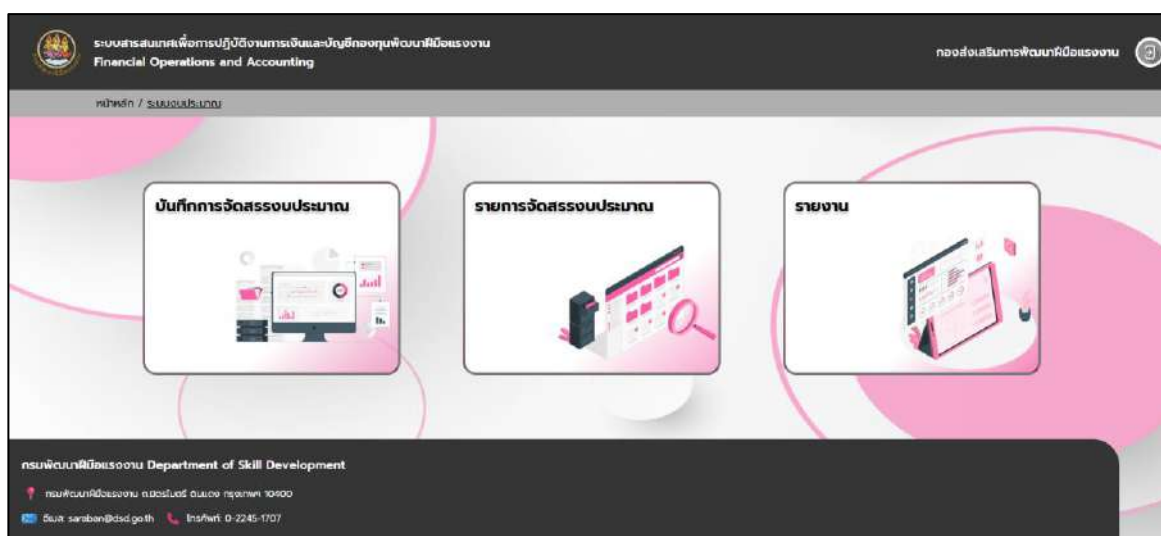 ระบบสารสนเทศเพื่อการปฏิบัติงานการเงินและบัญชีกองทุนพัฒนาฝีมือแรงงาน
Financial Operations and Accounting
กองส่งเสริมการพัฒนาฝีมือแรงงาน
หน้าหลัก / ระบบงบประมาณ
บันทึกการจัดสรรงบประมาณ
รายการจัดสรรงบประมาณ
รายงาน
กรมพัฒนาฝีมือแรงงาน Department of Skill Development
กรมพัฒนาฝีมือแรงงาน ถ.มิตรไมตรี ดินแดง กรุงเทพฯ 10400
อีเมล: saraban@dsd.go.th โทรศัพท์: 0-2245-1707